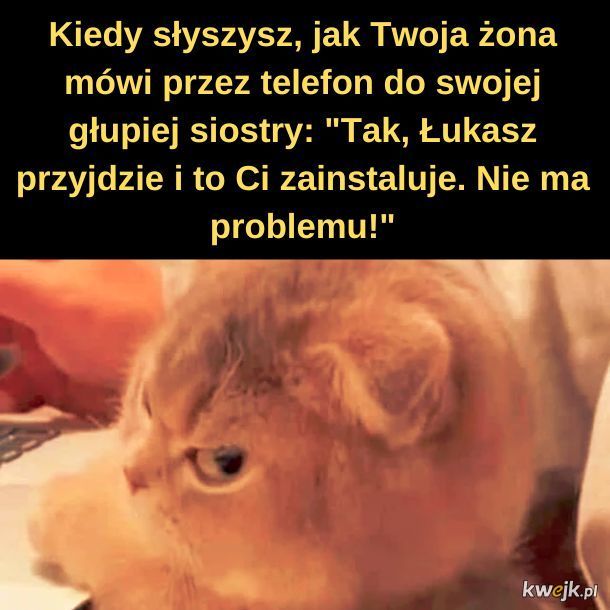 Kiedy słyszysz, jak Twoja żona
mówi przez telefon do swojej
głupiej siostry: "Tak, Łukasz
przyjdzie i to Ci zainstaluje. Nie ma
problemu!"
kwejk.pl